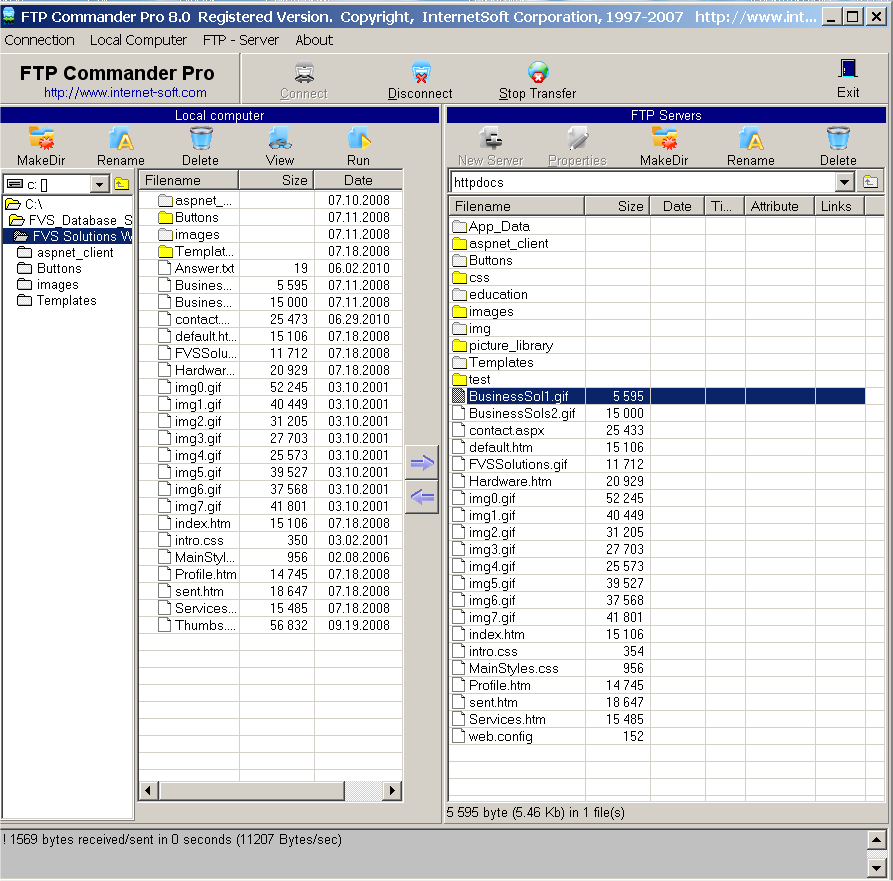 FTP Commander Pro 8.0 Registered Version. Copyright, InternetSoft Corporation, 1997-2007 http://www.int...
Connection Local Computer FTP - Server About
FTP Commander Pro
http://www.internet-soft.com
Connect Disconnect Stop Transfer Exit
Local computer
MakeDir Rename Delete View Run
c: []
C:\
FVS_Database_S
FVS Solutions W
aspnet_client
Buttons
images
Templates
Filename Size Date
aspnet_... 07.10.2008
Buttons 07.11.2008
images 07.11.2008
Templat... 07.18.2008
Answer.txt 19 06.02.2010
Busines... 5 595 07.11.2008
Busines... 15 000 07.11.2008
contact.... 25 473 06.29.2010
default.ht... 15 106 07.18.2008
FVSSolu... 11 712 07.18.2008
Hardwar... 20 929 07.18.2008
img0.gif 52 245 03.10.2001
img1.gif 40 449 03.10.2001
img2.gif 31 205 03.10.2001
img3.gif 27 703 03.10.2001
img4.gif 25 573 03.10.2001
img5.gif 39 527 03.10.2001
img6.gif 37 568 03.10.2001
img7.gif 41 801 03.10.2001
index.htm 15 106 07.18.2008
intro.css 350 03.02.2001
MainStyl... 956 02.08.2006
Profile.htm 14 745 07.18.2008
sent.htm 18 647 07.18.2008
Services... 15 485 07.18.2008
Thumbs.... 56 832 09.19.2008
FTP Servers
New Server Properties MakeDir Rename Delete
httpdocs
Filename Size Date Ti... Attribute Links
App_Data
aspnet_client
Buttons
css
education
images
img
picture_library
Templates
test
BusinessSol1.gif 5 595
BusinessSols2.gif 15 000
contact.aspx 25 433
default.htm 15 106
FVSSolutions.gif 11 712
Hardware.htm 20 929
img0.gif 52 245
img1.gif 40 449
img2.gif 31 205
img3.gif 27 703
img4.gif 25 573
img5.gif 39 527
img6.gif 37 568
img7.gif 41 801
index.htm 15 106
intro.css 354
MainStyles.css 956
Profile.htm 14 745
sent.htm 18 647
Services.htm 15 485
web.config 152
5 595 byte (5.46 Kb) in 1 file(s)
! 1569 bytes received/sent in 0 seconds (11207 Bytes/sec)